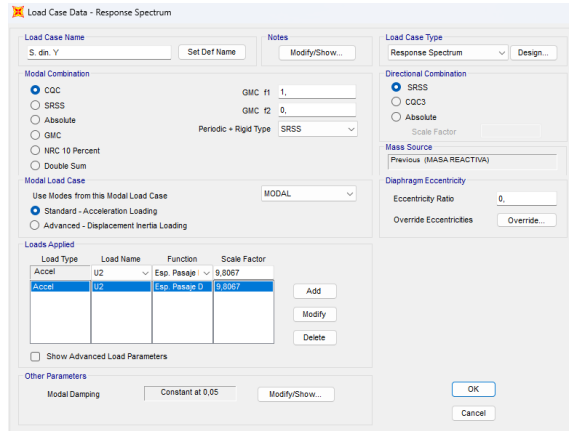 Load Case Data - Response Spectrum
Load Case Name
Notes
Load Case Type
S. din. Y
Set Def Name
Modify/Show...
Response Spectrum
Design...
Modal Combination
Directional Combination
CQC
GMC f1
1,
SRSS
SRSS
GMC f2
0,
CQC3
Absolute
Periodic + Rigid Type
SRSS
Absolute
GMC
Scale Factor
NRC 10 Percent
Mass Source
Double Sum
Previous (MASA REACTIVA)
Modal Load Case
Diaphragm Eccentricity
Use Modes from this Modal Load Case
MODAL
Eccentricity Ratio
0,
Standard - Acceleration Loading
Advanced - Displacement Inertia Loading
Override Eccentricities
Override...
Loads Applied
Load Type Load Name Function Scale Factor
Accel U2 Esp. Pasaje 9,8067
Accel U2 Esp. Pasaje D 9,8067
Add
Modify
Delete
Show Advanced Load Parameters
Other Parameters
Modal Damping
Constant at 0,05
Modify/Show...
OK
Cancel